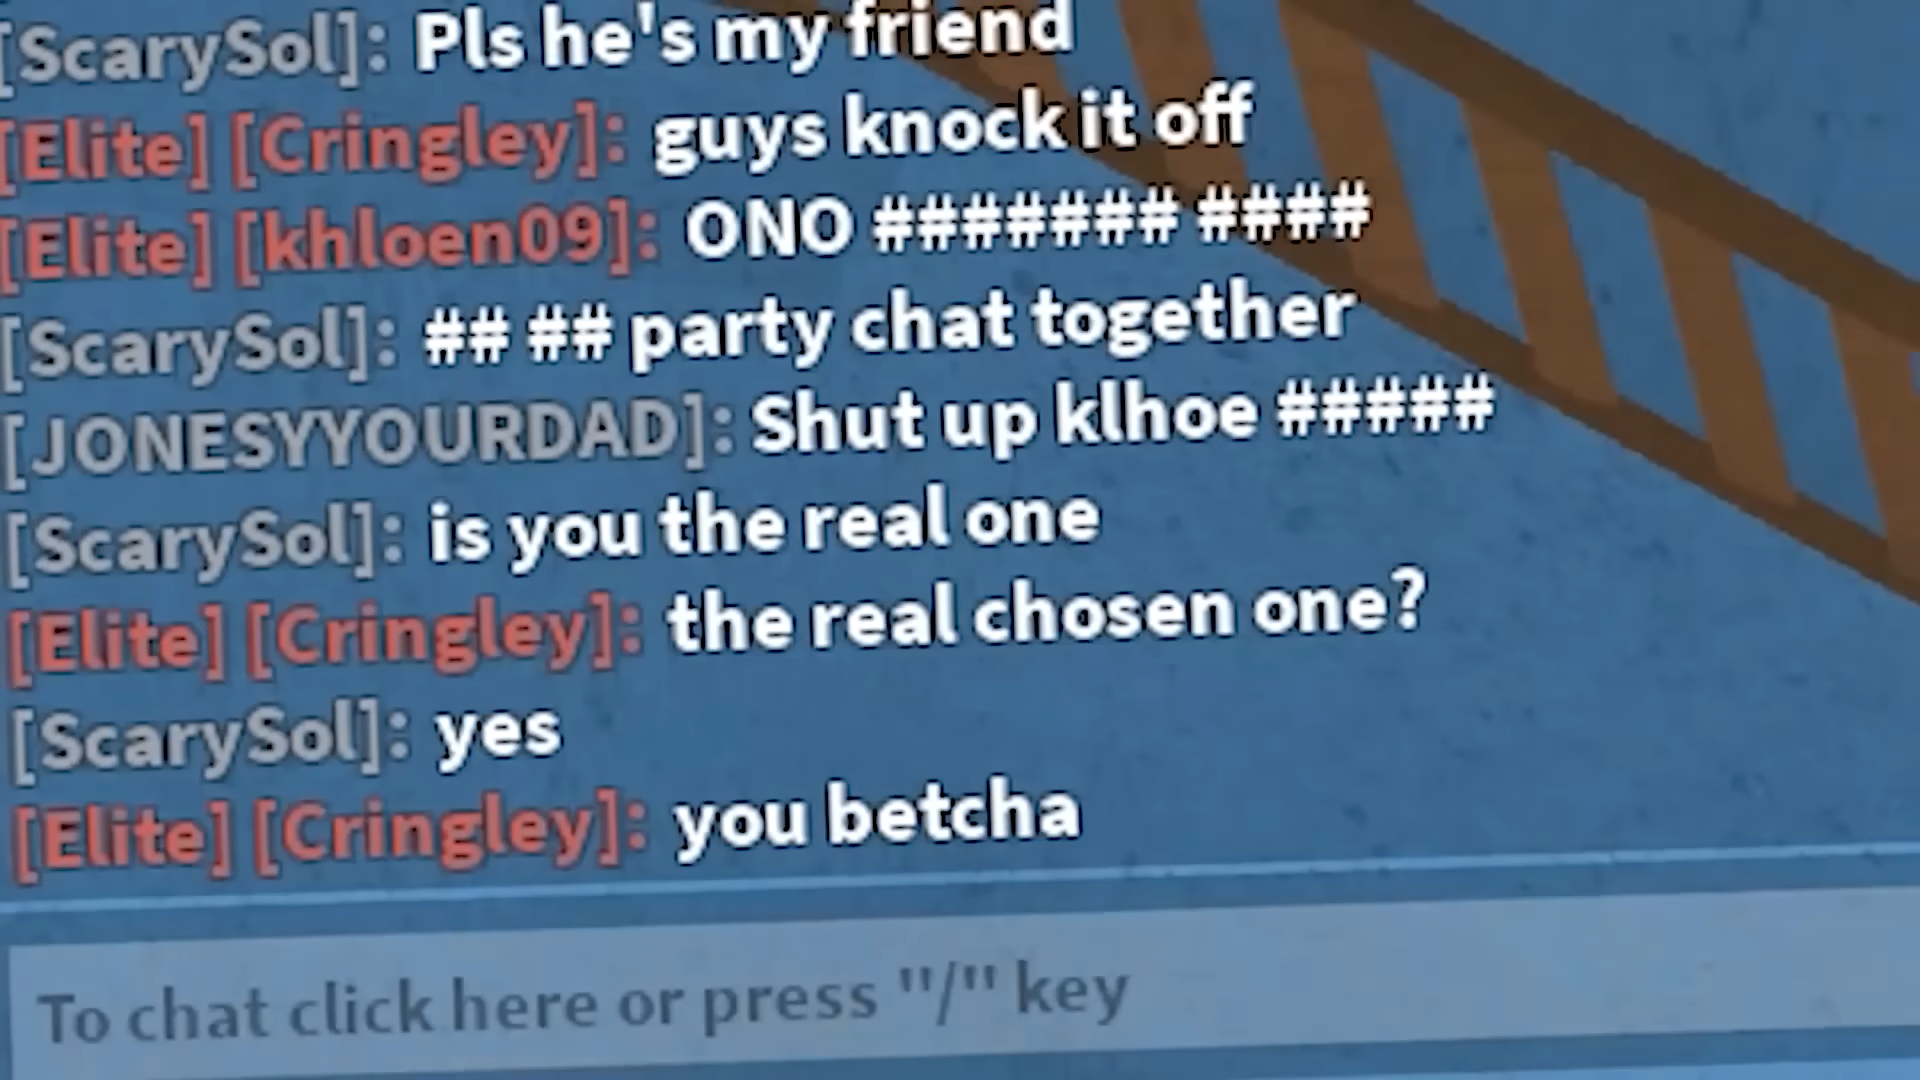 [ScarySol]: Pls he's my friend
[Elite] [Cringley]: guys knock it off
[Elite] [khloen09]: ONO ####### ####
[ScarySol]: ## ## party chat together
[JONESYYOURDAD]: Shut up klhoe #####
[ScarySol]: is you the real one
[Elite] [Cringley]: the real chosen one?
[ScarySol]: yes
[Elite] [Cringley]: you betcha
To chat click here or press "/" key